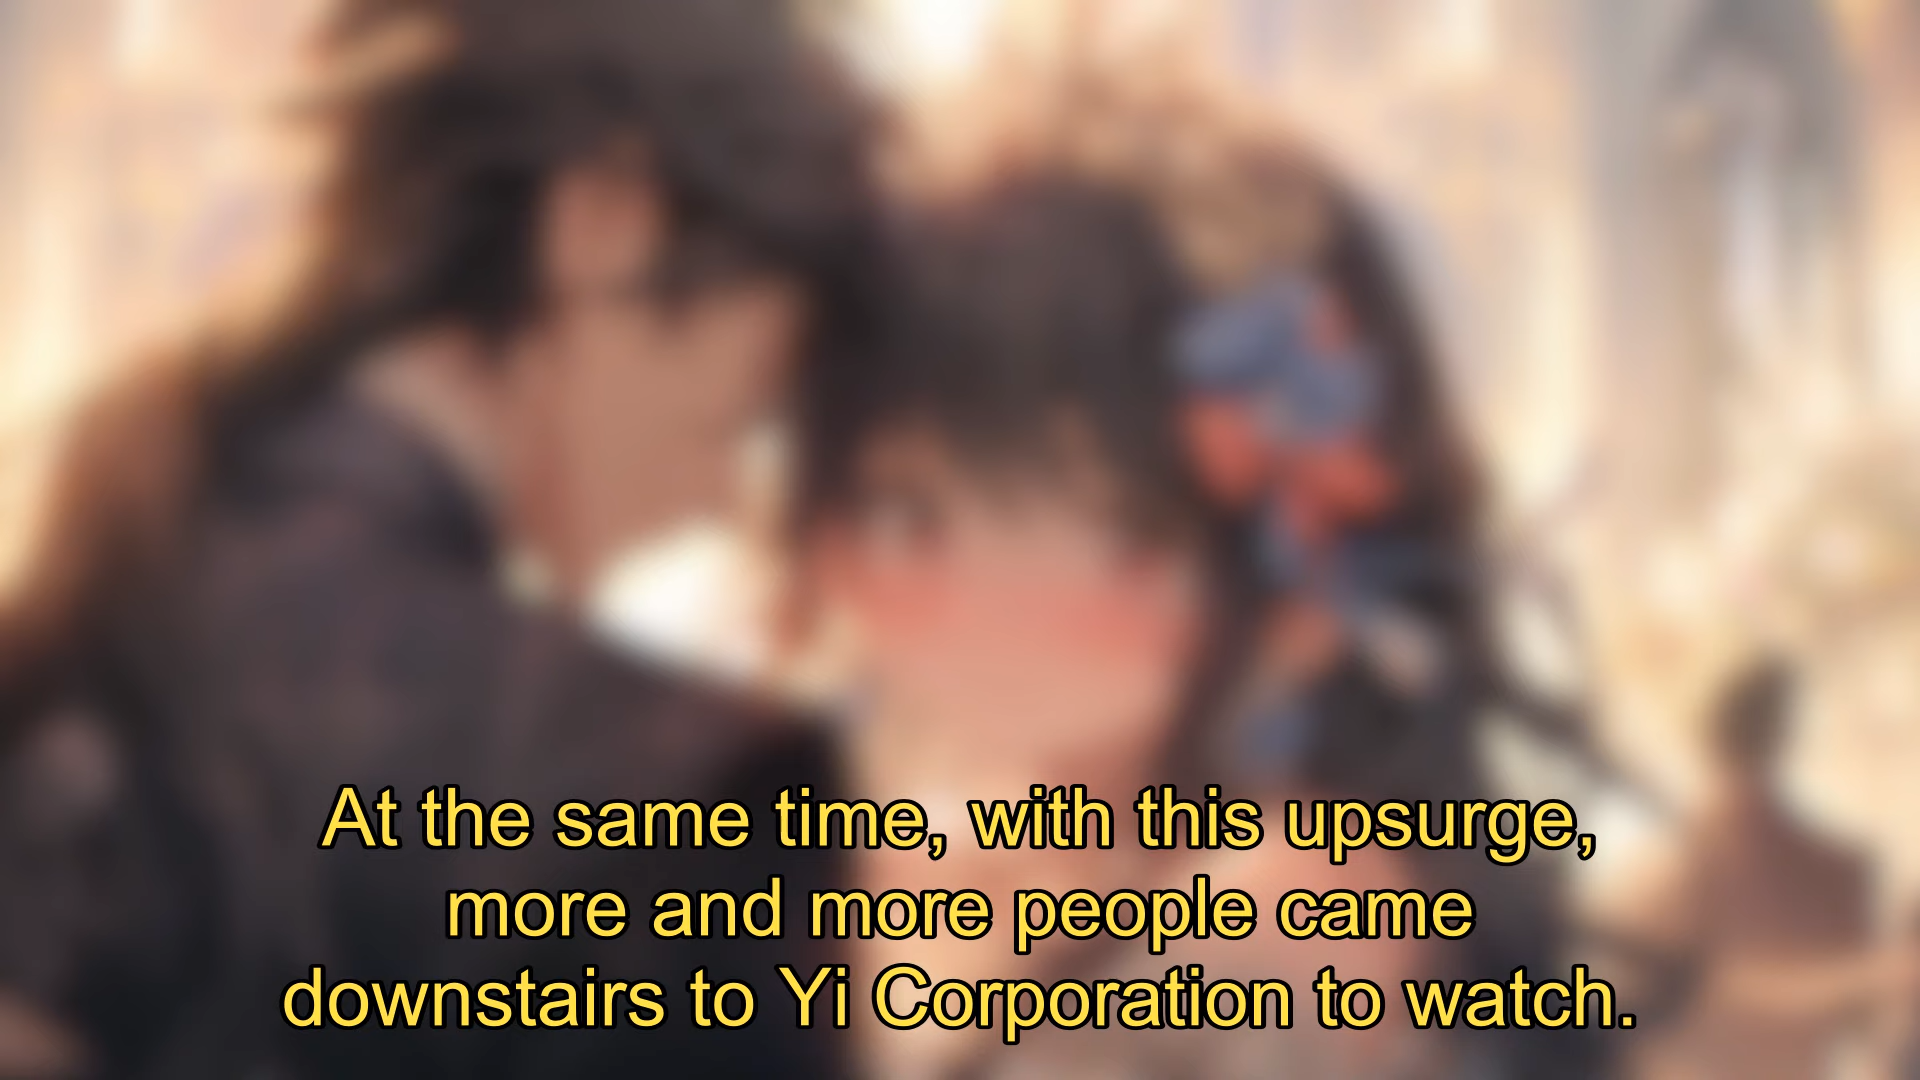 At the same time, with this upsurge,
more and more people came
downstairs to Yi Corporation to watch.